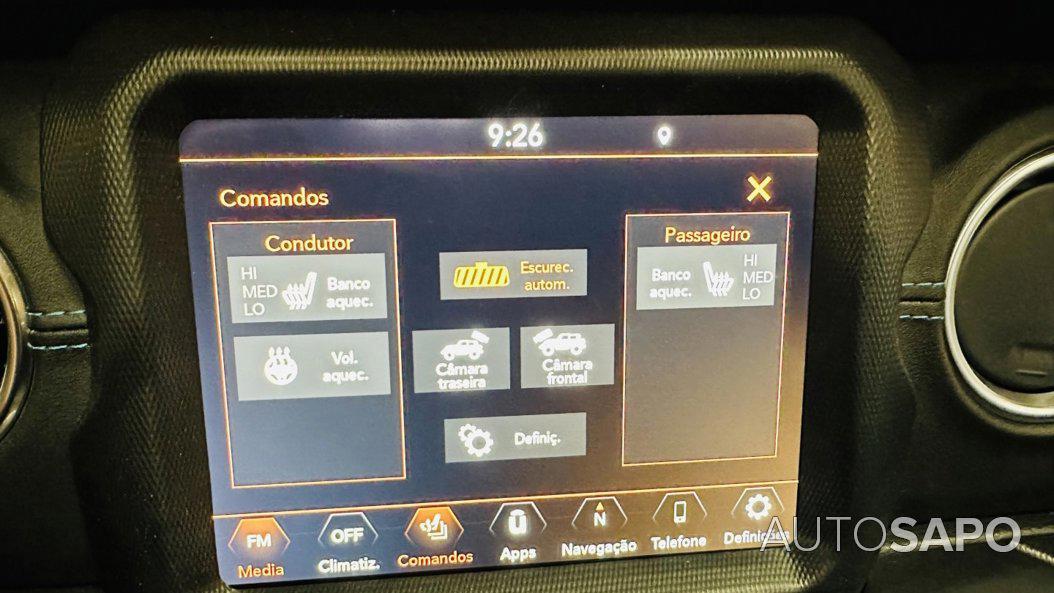 9:26
Comandos
Condutor
HI
MED
LO
Banco
aquec.
Vol.
aquec.
Escurec.
autom.
Câmara
traseira
Câmara
frontal
Definiç.
Passageiro
Banco
aquec.
HI
MED
LO
FM
Media
OFF
Climatiz.
Comandos
U
Apps
N
Navegação
Telefone
Definições
AUTOSAPO